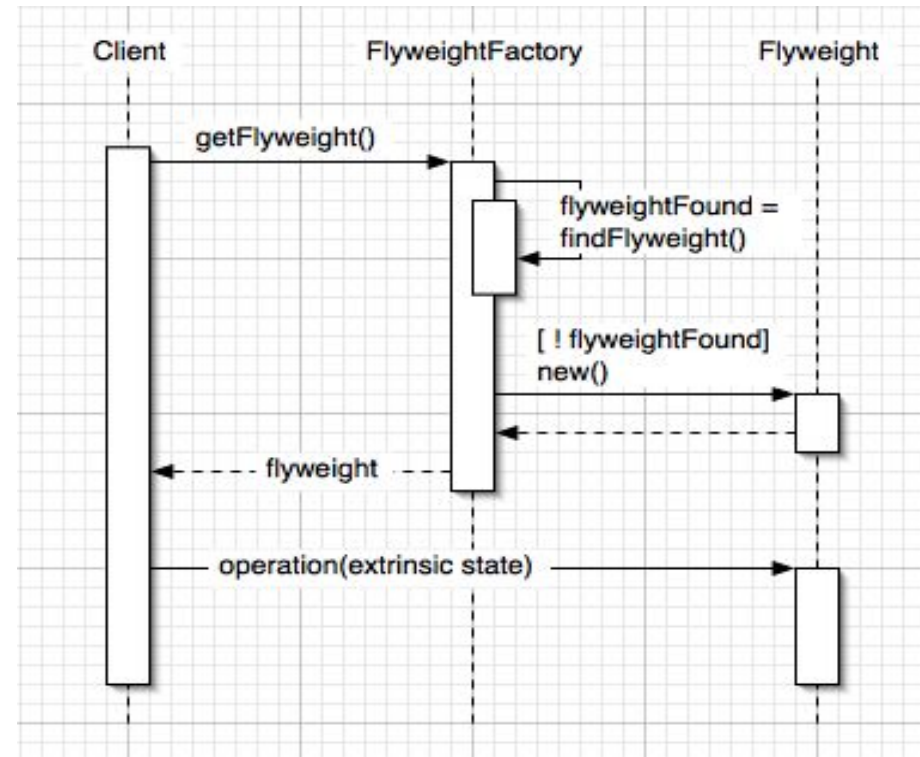 Client
FlyweightFactory
Flyweight
getFlyweight()
flyweightFound =
findFlyweight()
[ ! flyweightFound]
new()
flyweight
operation(extrinsic state)